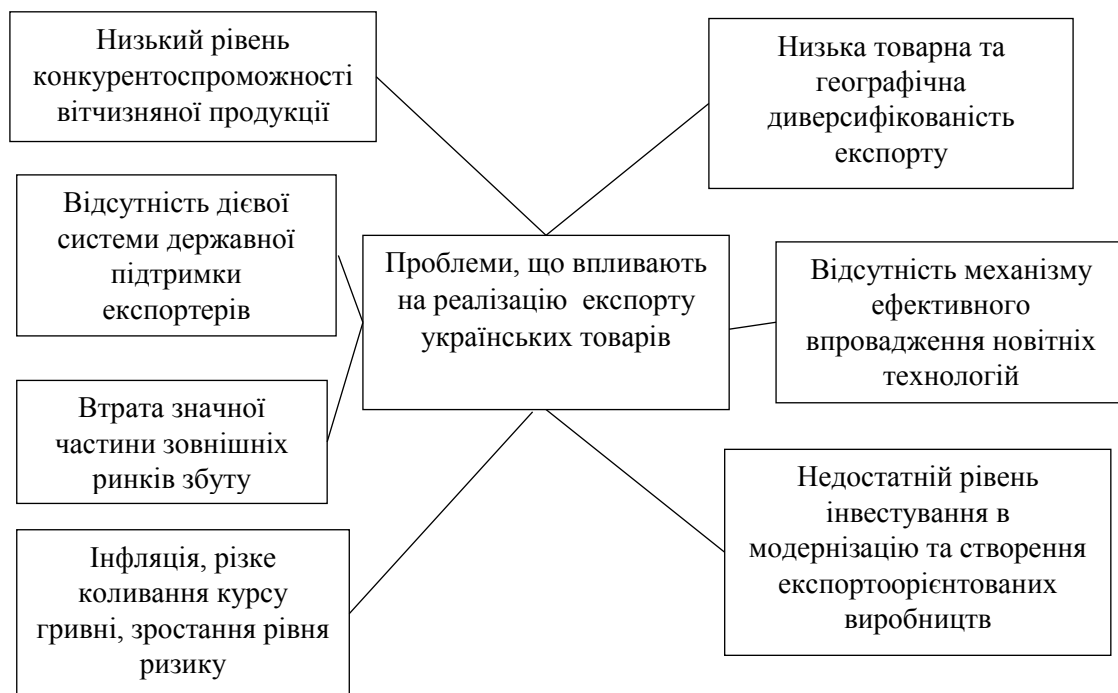 Низький рівень
конкурентоспроможності
вітчизняної продукції
Низька товарна та
географічна
диверсифікованість
експорту
Відсутність дієвої
системи державної
підтримки
експортерів
Проблеми, що впливають
на реалізацію експорту
українських товарів
Відсутність механізму
ефективного
впровадження новітніх
технологій
Втрата значної
частини зовнішніх
ринків збуту
Недостатній рівень
інвестування в
модернізацію та створення
експортоорієнтованих
виробництв
Інфляція, різке
коливання курсу
гривні, зростання рівня
ризику